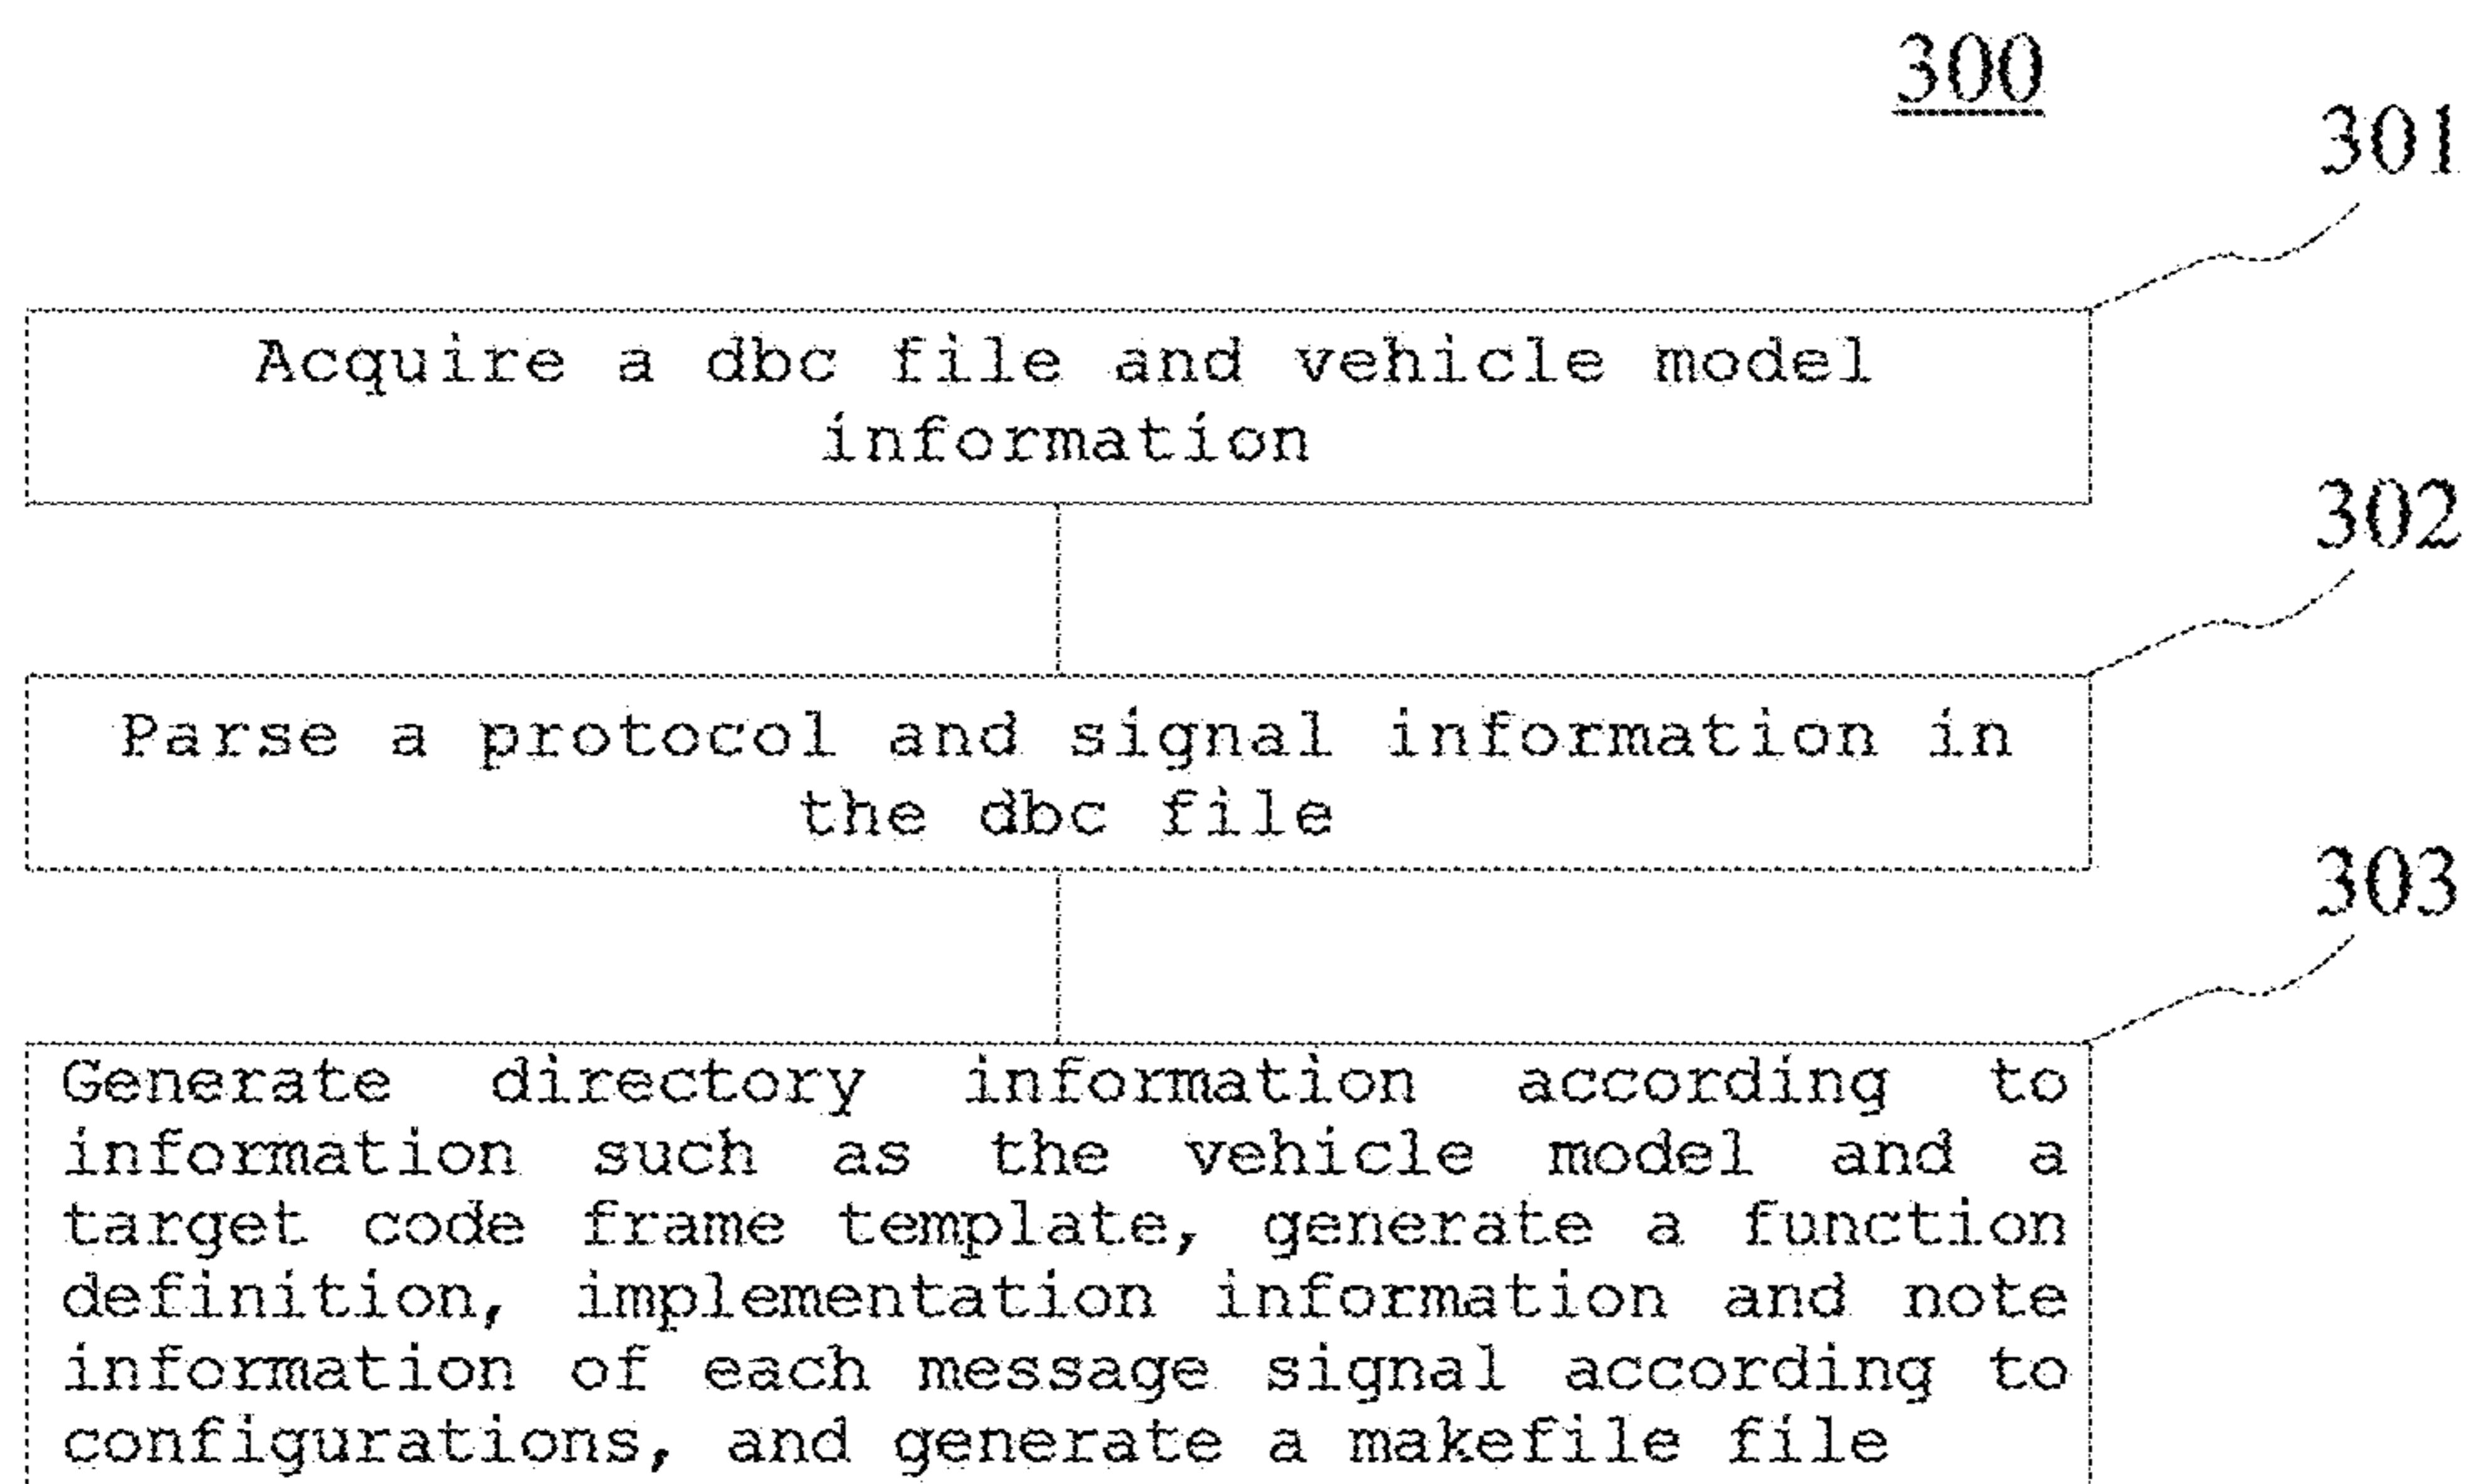 300
301
Acquire a dbc file and vehicle model
information
302
Parse a protocol and signal information in
the dbc file
303
Generate directory information according to
information such as the vehicle model and a
target code frame template, generate a function
definition, implementation information and note
information of each message signal according to
configurations, and generate a makefile file